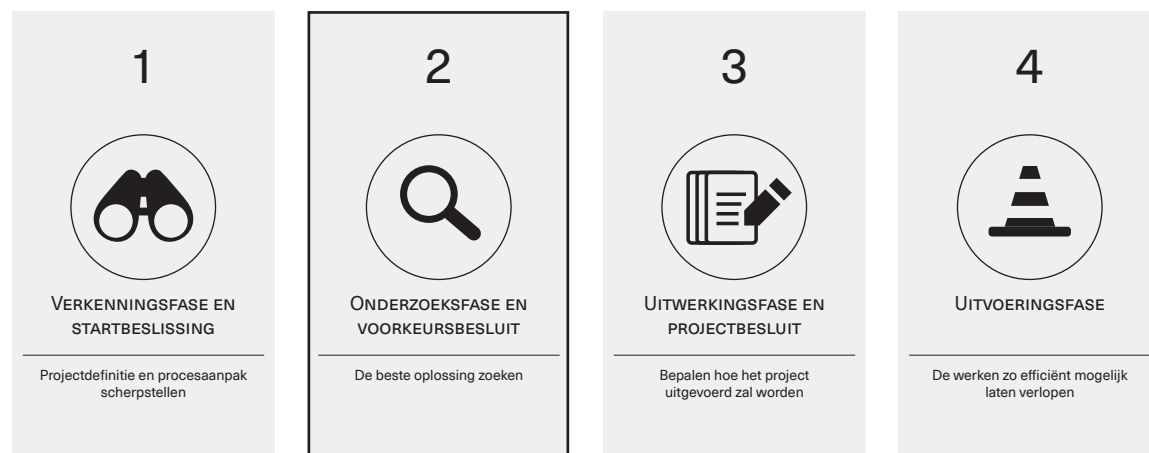 1
VERKENNINGSFASE EN
STARTBESLISSING
Projectdefinitie en procesaanpak
scherpstellen
2
ONDERZOEKSFASE EN
VOORKEURSBESLUIT
De beste oplossing zoeken
3
UITWERKINGSFASE EN
PROJECTBESLUIT
Bepalen hoe het project
uitgevoerd zal worden
4
UITVOERINGSFASE
De werken zo efficiënt mogelijk
laten verlopen